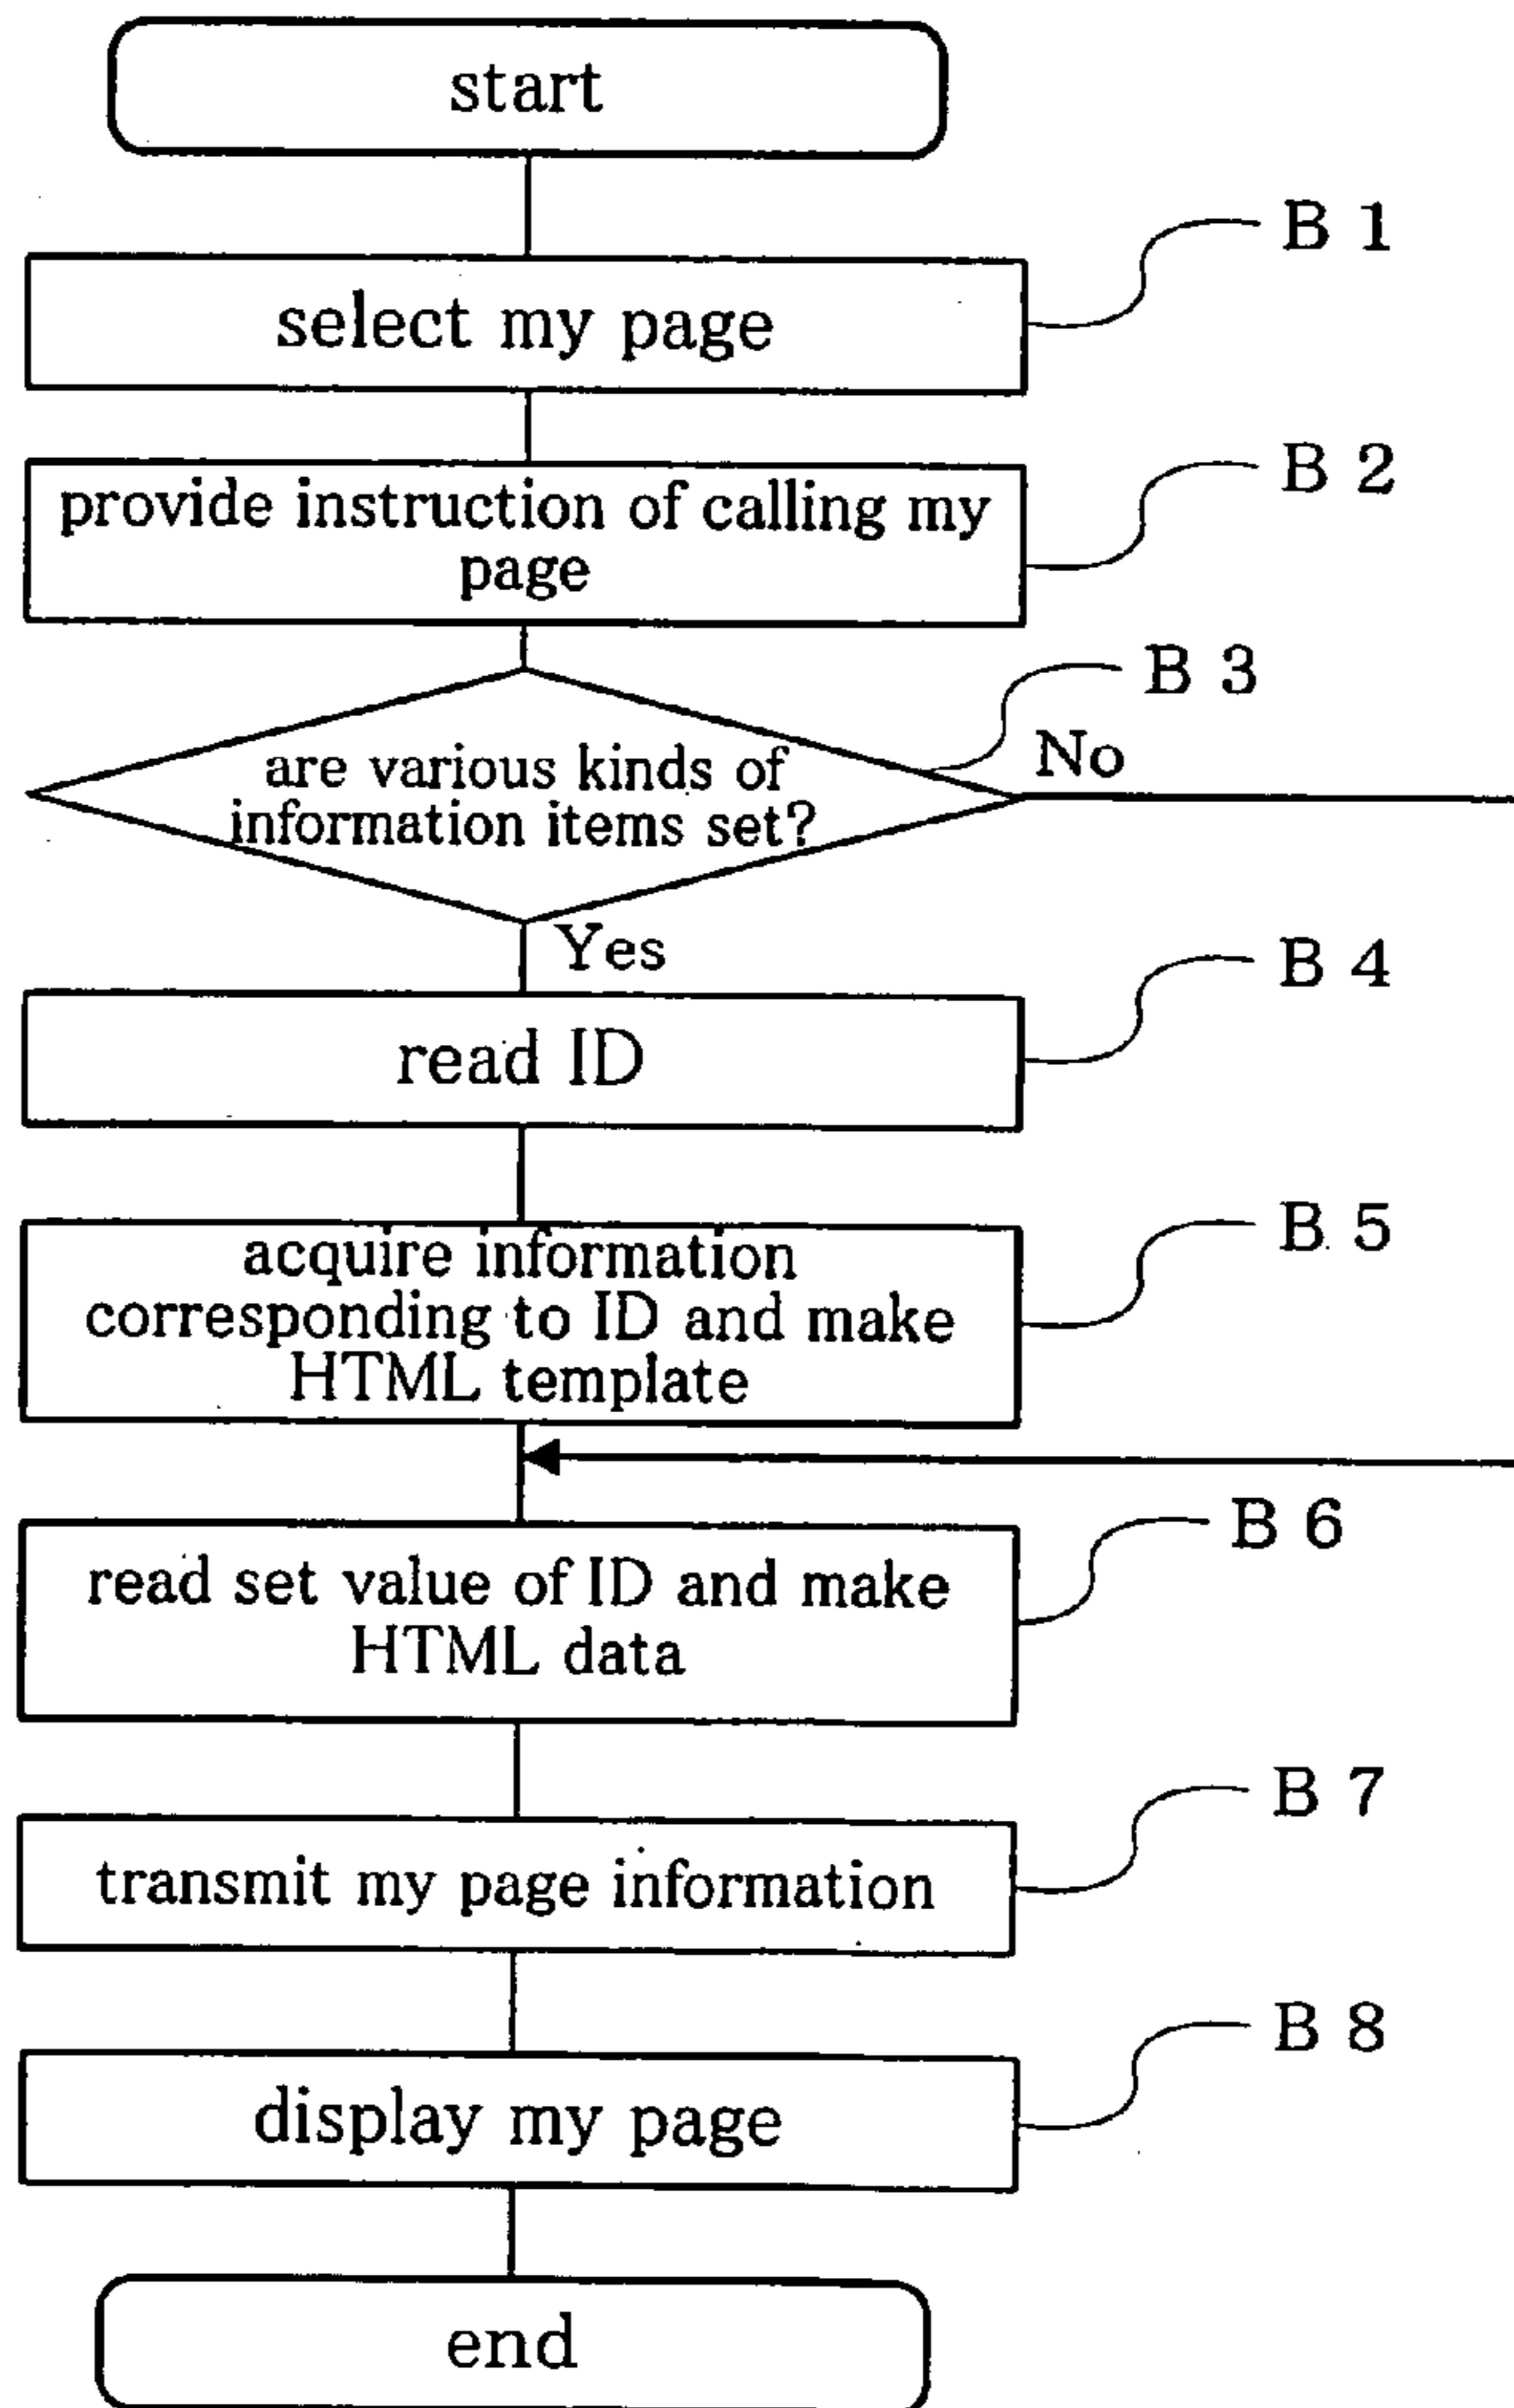 start
B 1
select my page
B 2
provide instruction of calling my
page
B 3
No
are various kinds of
information items set?
Yes
B 4
read ID
B 5
acquire information
corresponding to ID and make
HTML template
B 6
read set value of ID and make
HTML data
B 7
transmit my page information
B 8
display my page
end